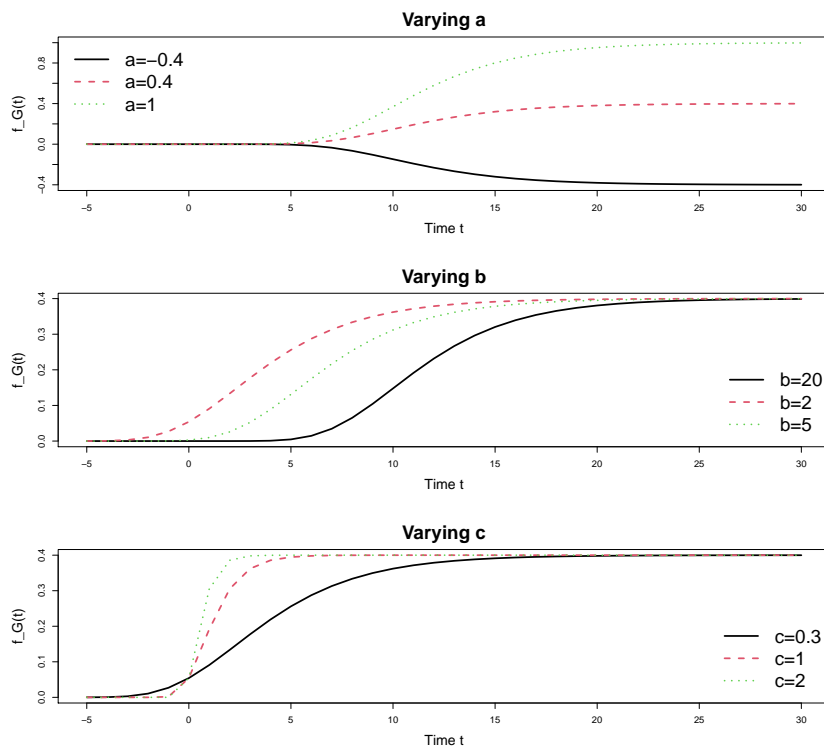 Varying a
f_G(t)
0.8
0.4
0.0
−0.4
a=−0.4
a=0.4
a=1
−5 0 5 10 15 20 25 30
Time t
Varying b
f_G(t)
0.4
0.3
0.2
0.1
0.0
b=20
b=2
b=5
−5 0 5 10 15 20 25 30
Time t
Varying c
f_G(t)
0.4
0.3
0.2
0.1
0.0
c=0.3
c=1
c=2
−5 0 5 10 15 20 25 30
Time t